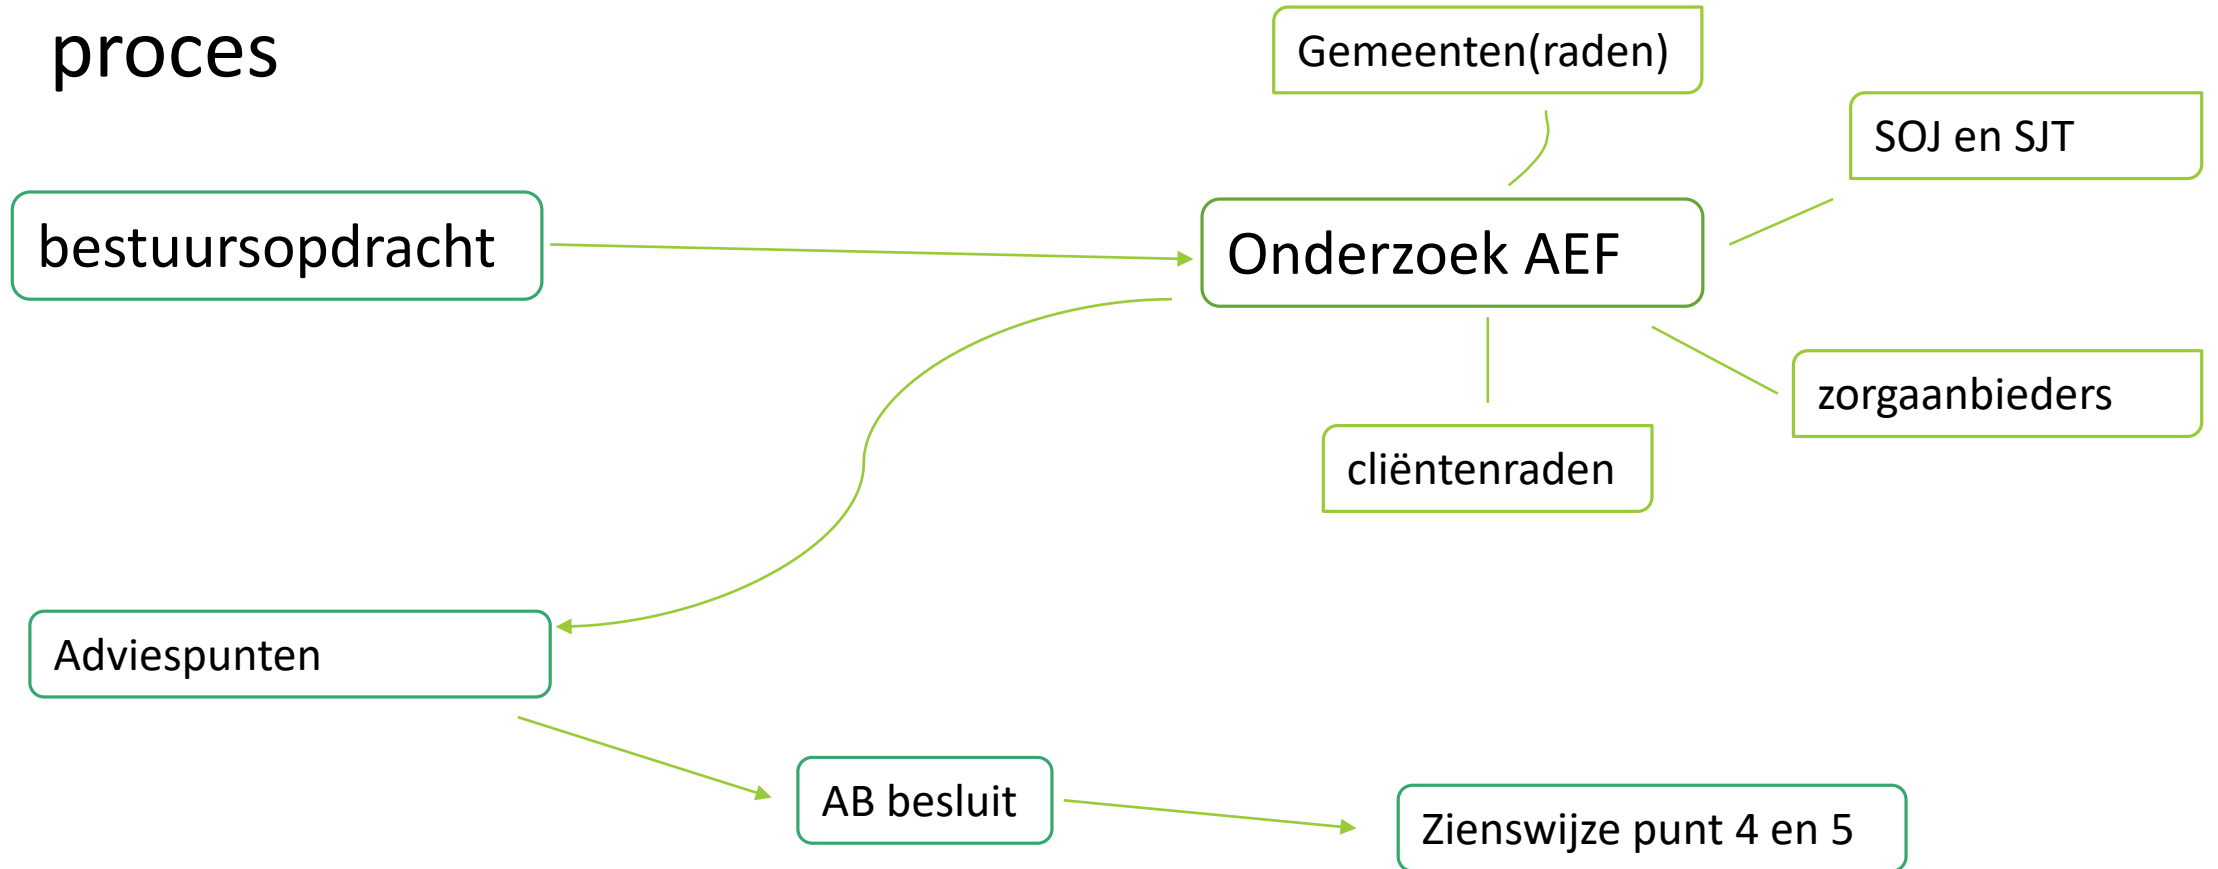 proces
Gemeenten(raden)
SOJ en SJT
bestuursopdracht
Onderzoek AEF
zorgaanbieders
cliëntenraden
Adviespunten
AB besluit
Zienswijze punt 4 en 5